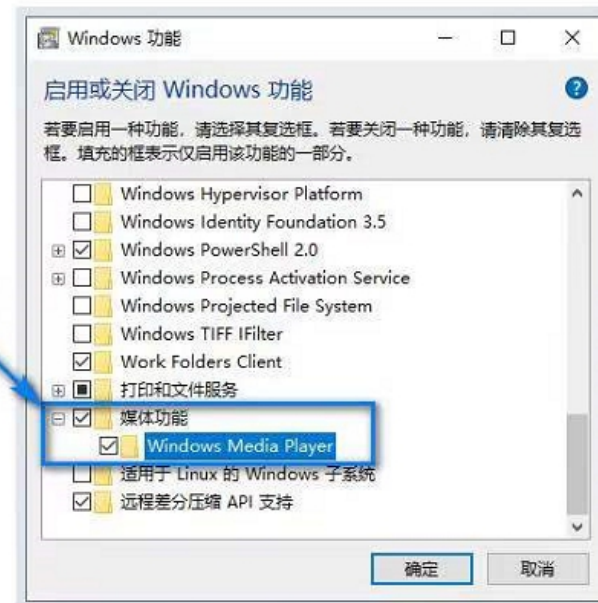 Windows 功能
启用或关闭 Windows 功能
若要启用一种功能，请选择其复选框。若要关闭一种功能，请清除其复选
框。填充的框表示仅启用该功能的一部分。
Windows Hypervisor Platform
Windows Identity Foundation 3.5
Windows PowerShell 2.0
Windows Process Activation Service
Windows Projected File System
Windows TIFF IFilter
Work Folders Client
打印和文件服务
媒体功能
Windows Media Player
适用于 Linux 的 Windows 子系统
远程差分压缩 API 支持
确定
取消